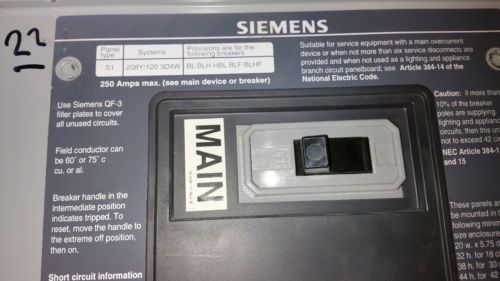 22
SIEMENS
Panel type
Systems
Provisions are for the following breakers
S1
208Y/120 3Ø4W
BL BLH HBL BLF BLHF
250 Amps max. (see main device or breaker)
Suitable for service equipment with a main overcurrent
device or when not more than six service disconnects are
provided and when not used as a lighting and appliance
branch circuit panelboard; see Article 384-14 of the
National Electric Code.
Use Siemens QF-3
filler plates to cover
all unused circuits.
Field conductor can
be 60° or 75° c
cu. or al.
Breaker handle in the
intermediate position
indicates tripped. To
reset, move the handle to
the extreme off position,
then on.
Short circuit information
MAIN
Caution: if more than
10% of the breaker
poles are supplying
lighting and appliance
circuits, then this un
not to exceed 42 c
NEC Article 384-1
and 15
These panels a
be mounted in
following minim
size enclosure
20 w. x 5.75 d
32 h. for 18 c
38 h. for 30
44 h. for 42